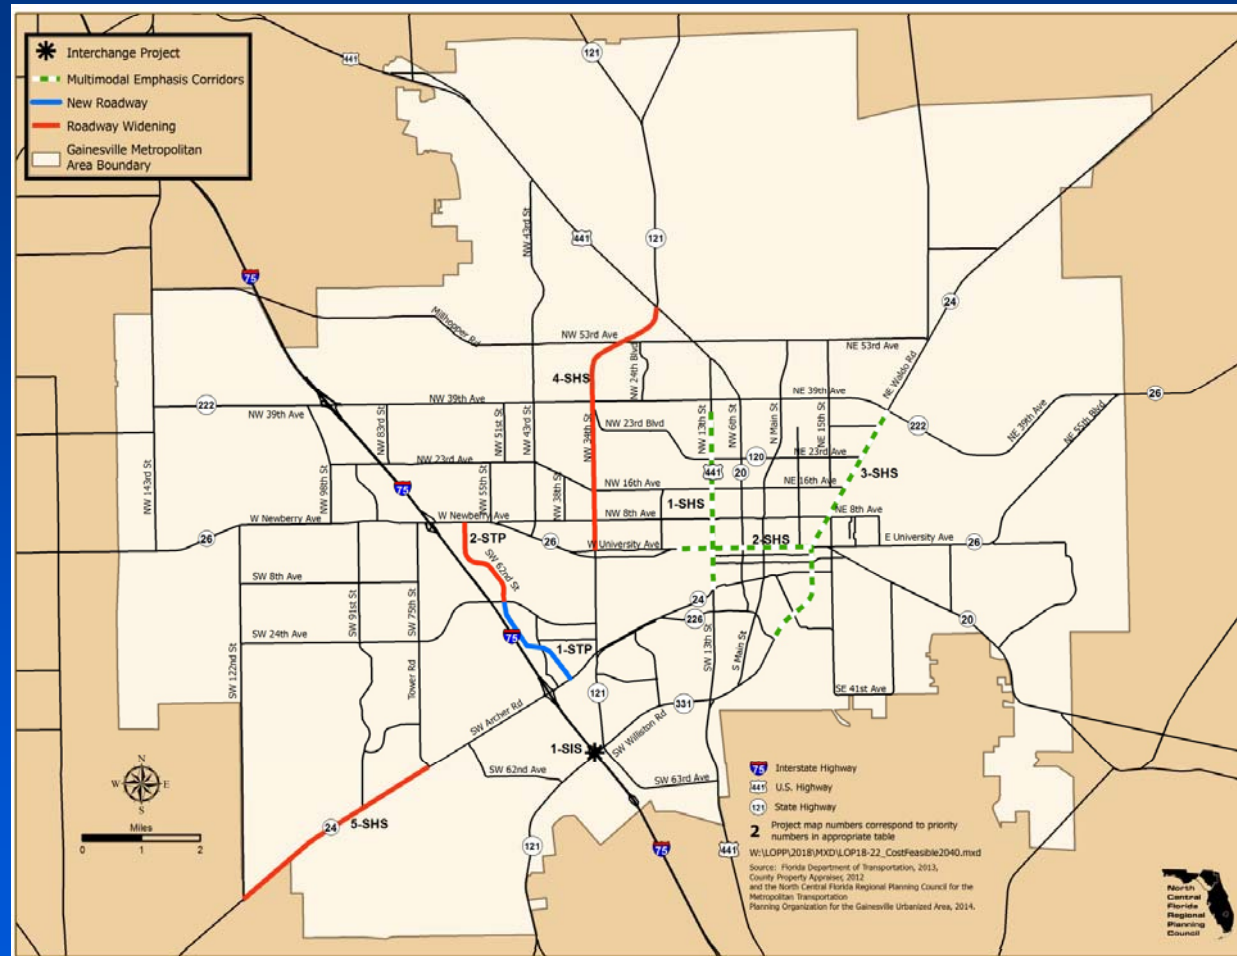 Interchange Project
Multimodal Emphasis Corridors
New Roadway
Roadway Widening
Gainesville Metropolitan
Area Boundary
441
121
NW 43rd St
441
121
75
24
Millhopper Rd
NW 53rd Ave
NE 53rd Ave
NW 24th Blvd
NE Waldo Rd
4-SHS
222
NW 39th Ave
NW 39th Ave
NE 39th Ave
26
NW 83rd St
NW 51st St
NW 43rd St
NW 34th St
NW 23rd Blvd
NW 13th St
NW 6th St
N Main St
NE 15th St
222
NE 39th Ave
NE 55th Blvd
NW 143rd St
NW 98th St
NW 23rd Ave
NW 55th St
NW 38th St
441
20
120
NE 23rd Ave
3-SHS
75
NW 16th Ave
NE 16th Ave
1-SHS
W Newberry Ave
W Newberry Ave
NW 8th Ave
NE 8th Ave
26
2-STP
26
W University Ave
2-SHS
E University Ave
26
SW 62nd St
SW 8th Ave
SW 91st St
SW 75th St
24
226
20
SW 24th Ave
75
1-STP
SW 13th St
S Main St
SW 122nd St
Tower Rd
SE 41st Ave
121
331
SW Archer Rd
SW Williston Rd
1-SIS
SW 62nd Ave
SW 63rd Ave
N
W
E
S
Miles
0 1 2
24
5-SHS
121
75
441
75 Interstate Highway
441 U.S. Highway
121 State Highway
2 Project map numbers correspond to priority
numbers in appropriate table
W:\LOPP\2018\MXD\LOP18-22_CostFeasible2040.mxd
Source: Florida Department of Transportation, 2013,
County Property Appraiser, 2012
and the North Central Florida Regional Planning Council for the
Metropolitan Transportation
Planning Organization for the Gainesville Urbanized Area, 2014.
North
Central
Florida
Regional
Planning
Council